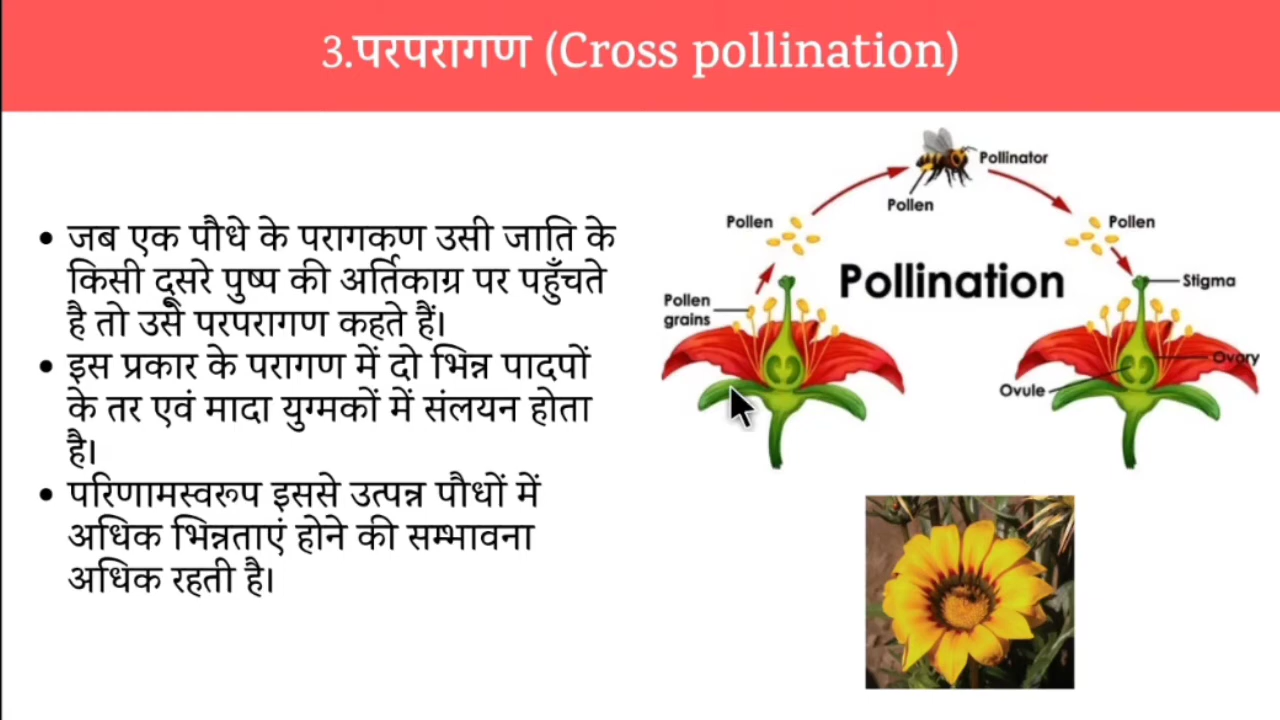 3.परपरागण (Cross pollination)
• जब एक पौधे के परागकण उसी जाति के
किसी दूसरे पुष्प की अर्तिकाग्र पर पहुँचते
है तो उसे परपरागण कहते हैं।
• इस प्रकार के परागण में दो भिन्न पादपों
के तर एवं मादा युग्मकों में संलयन होता
है।
• परिणामस्वरूप इससे उत्पन्न पौधों में
अधिक भिन्नताएं होने की सम्भावना
अधिक रहती है।
Pollinator
Pollen
Pollen
Pollen
Pollination
Stigma
Pollen
grains
Ovary
Ovule